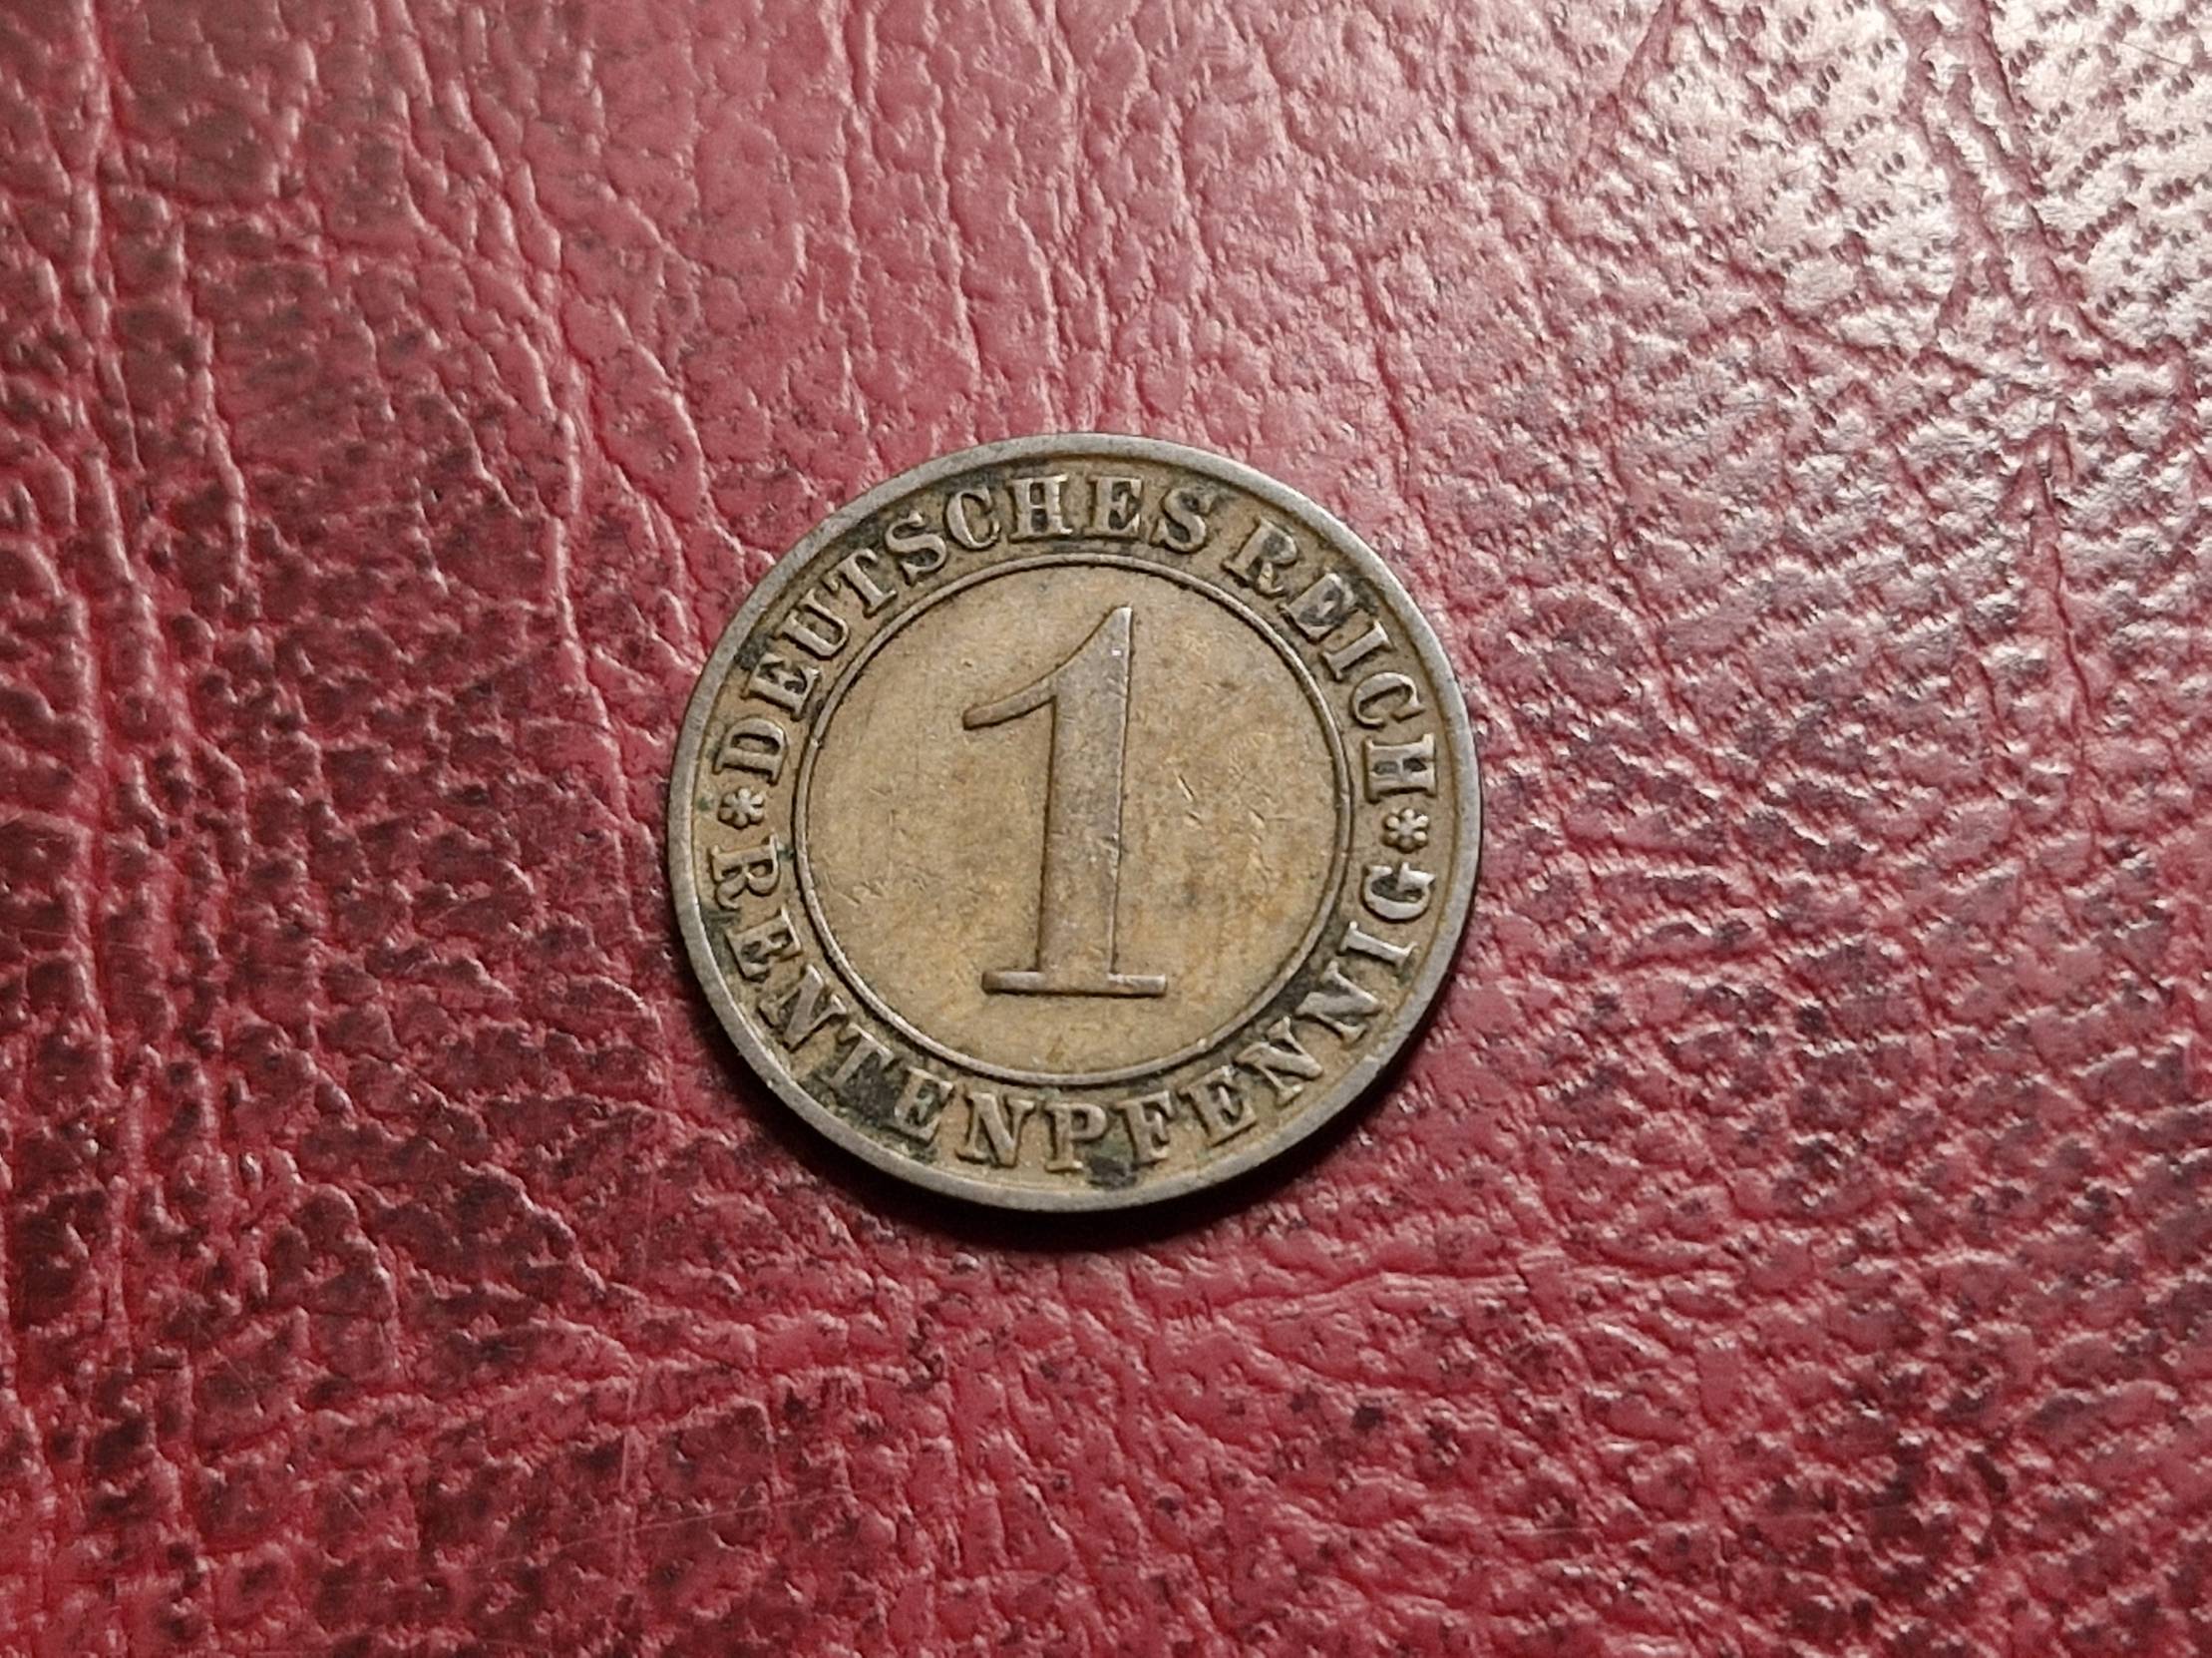 DEUTSCHES REICH
1
*RENTENPFENNIG*